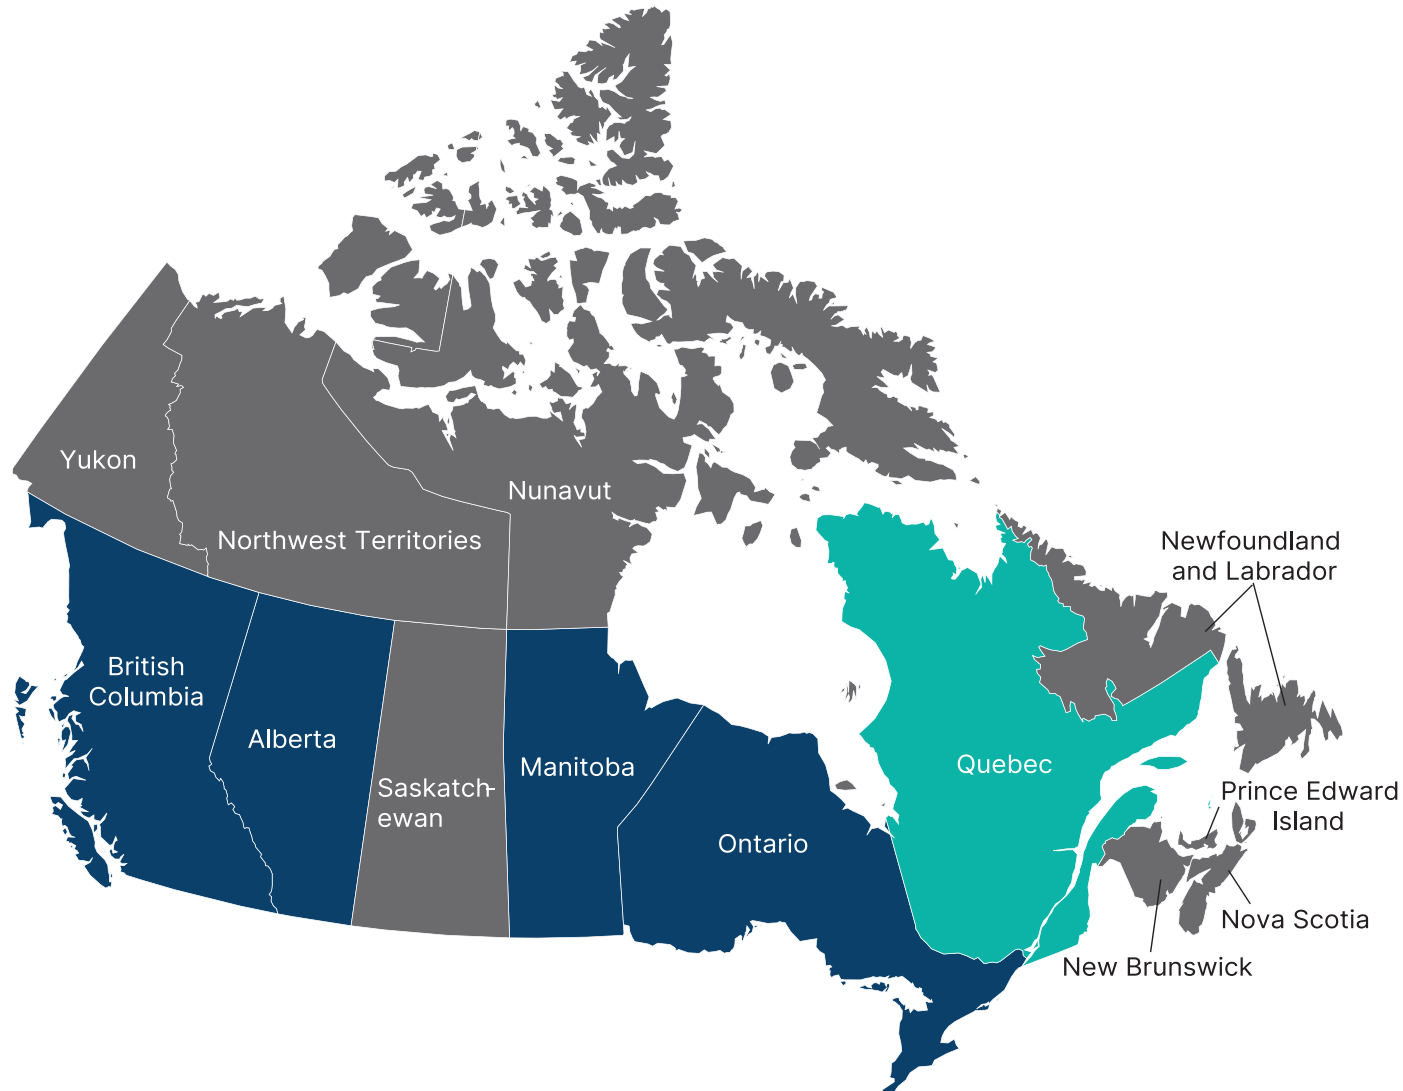 Yukon
Nunavut
Northwest Territories
Newfoundland
and Labrador
British
Columbia
Alberta
Manitoba
Quebec
Saskatch-
ewan
Prince Edward
Island
Ontario
Nova Scotia
New Brunswick